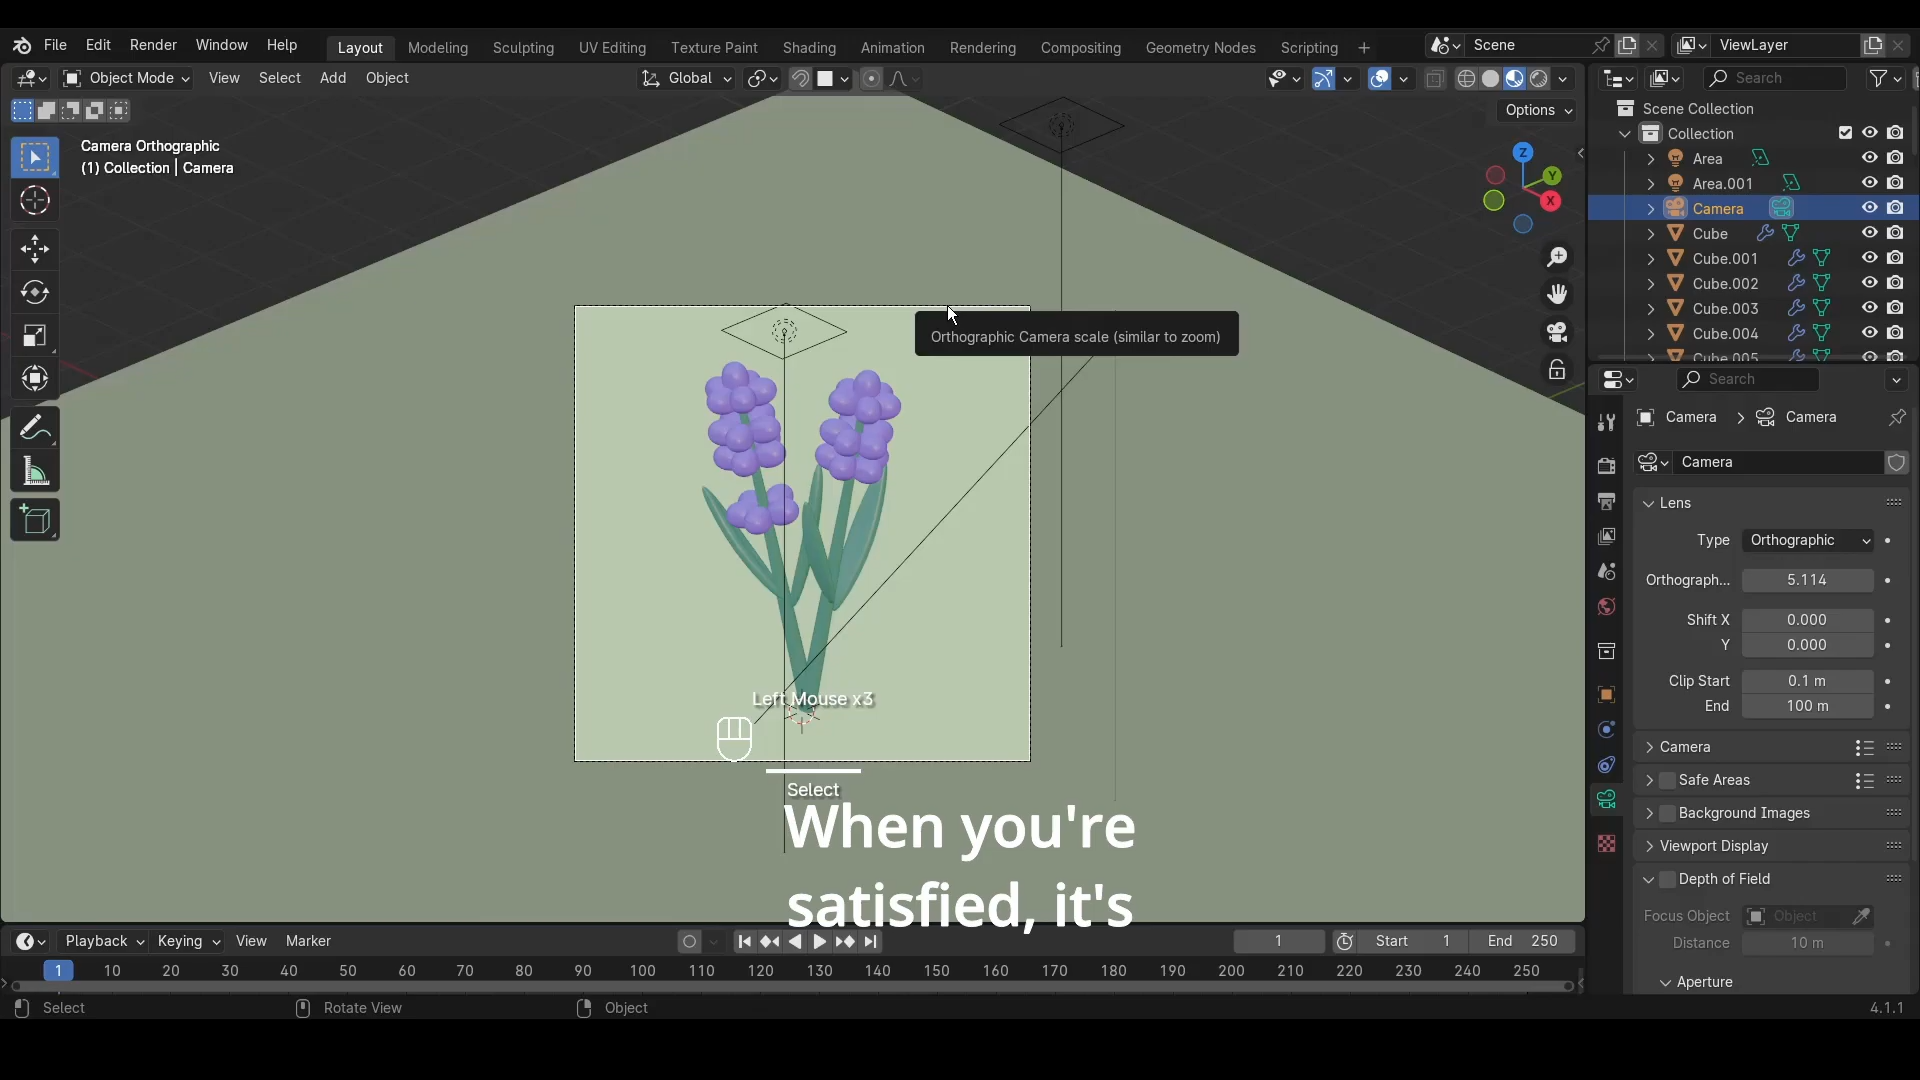 File Edit Render Window Help Layout Modeling Sculpting UV Editing Texture Paint Shading Animation Rendering Compositing Geometry Nodes Scripting Scene ViewLayer
Object Mode View Select Add Object Global Search
Options
Camera Orthographic
(1) Collection | Camera
Z
Y
X
Orthographic Camera scale (similar to zoom)
Left Mouse x3
Select
When you're
satisfied, it's
Scene Collection
Collection
Area
Area.001
Camera
Cube
Cube.001
Cube.002
Cube.003
Cube.004
Cube.005
Search
Camera Camera
Camera
Lens
Type Orthographic
Orthograph... 5.114
Shift X 0.000
Y 0.000
Clip Start 0.1 m
End 100 m
Camera
Safe Areas
Background Images
Viewport Display
Depth of Field
Focus Object Object
Distance 10 m
Aperture
Playback Keying View Marker 1 Start 1 End 250
1 10 20 30 40 50 60 70 80 90 100 110 120 130 140 150 160 170 180 190 200 210 220 230 240 250
Select Rotate View Object 4.1.1